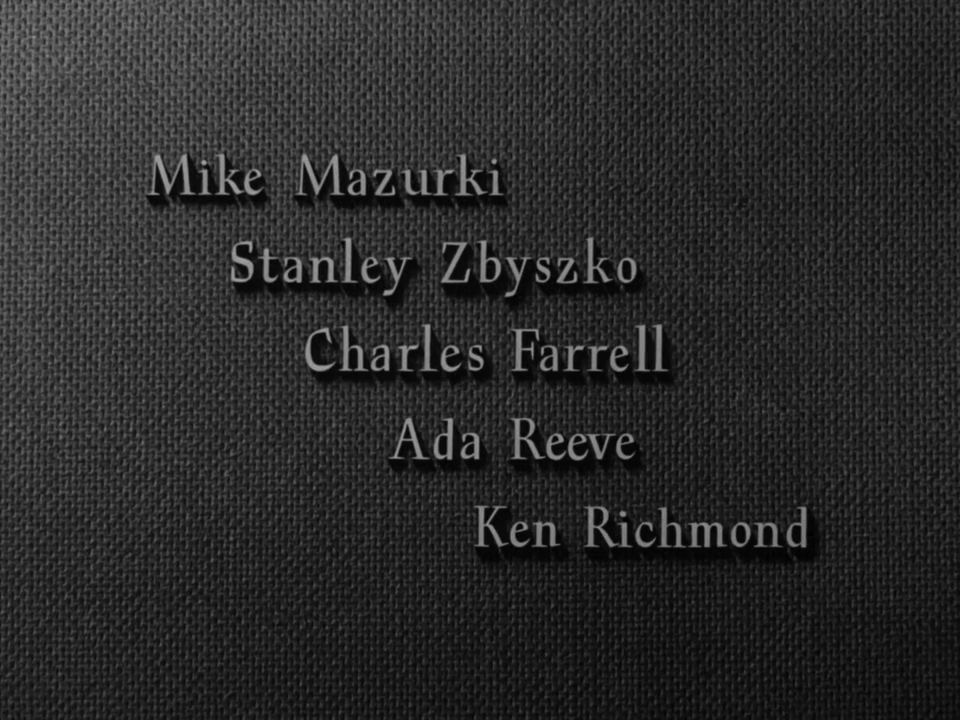 Mike Mazurki
Stanley Zbyszko
Charles Farrell
Ada Reeve
Ken Richmond